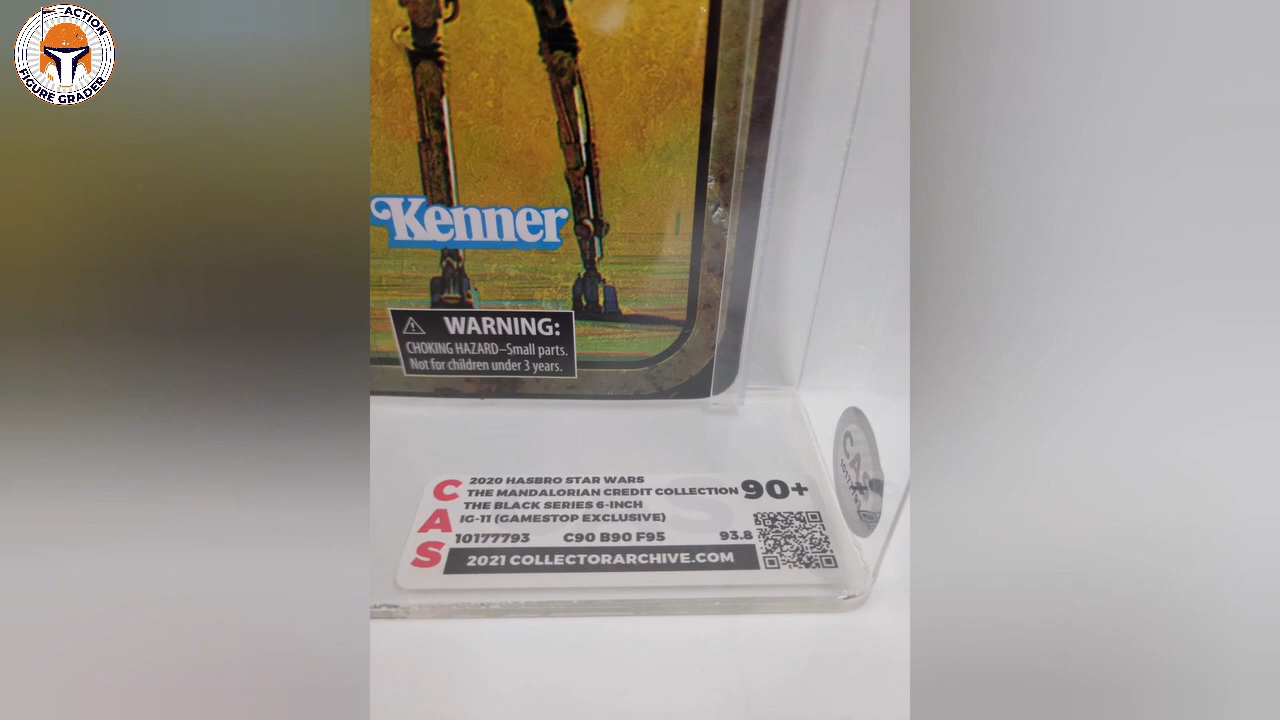 ACTION
FIGURE GRADER
Kenner
WARNING:
CHOKING HAZARD–Small parts.
Not for children under 3 years.
CAS
2020 HASBRO STAR WARS
THE MANDALORIAN CREDIT COLLECTION
THE BLACK SERIES 6-INCH
IG-11 (GAMESTOP EXCLUSIVE)
90+
10177793 C90 B90 F95 93.8
2021 COLLECTORARCHIVE.COM
CAS